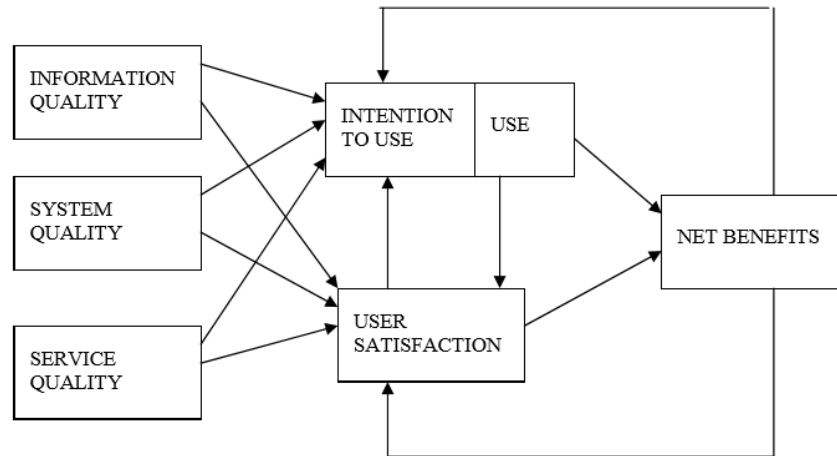 INFORMATION
QUALITY
INTENTION
TO USE
USE
SYSTEM
QUALITY
NET BENEFITS
USER
SATISFACTION
SERVICE
QUALITY